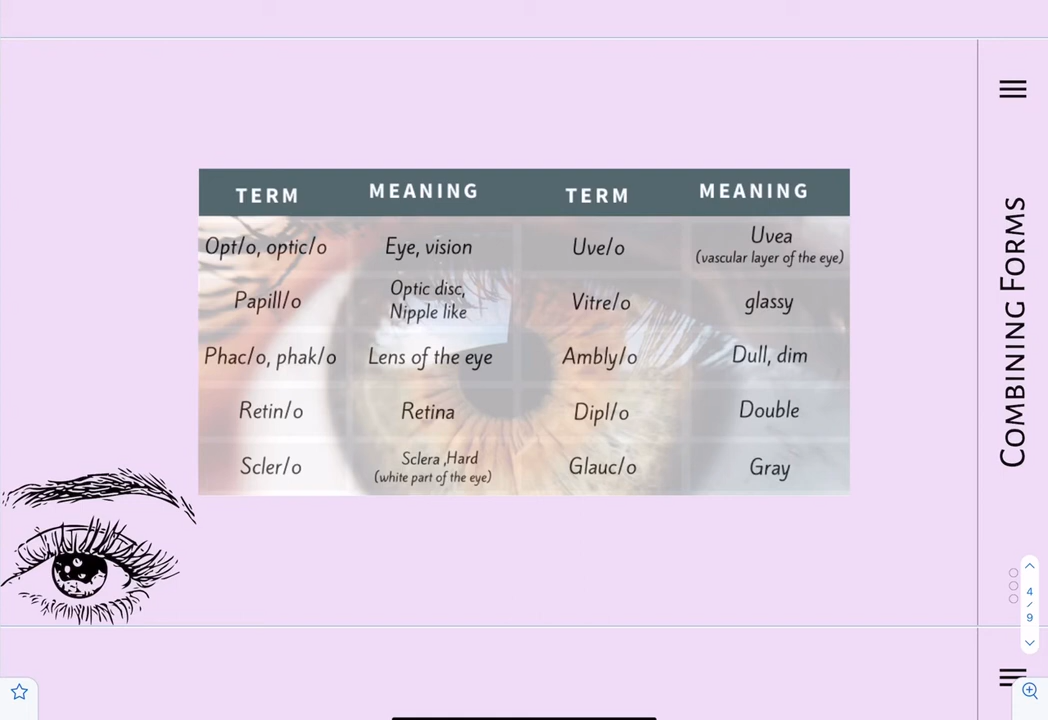 TERM MEANING TERM MEANING
Opt/o, optic/o Eye, vision Uve/o Uvea
(vascular layer of the eye)
Papill/o Optic disc,
Nipple like Vitre/o glassy
Phac/o, phak/o Lens of the eye Ambly/o Dull, dim
Retin/o Retina Dipl/o Double
Scler/o Sclera ,Hard
(white part of the eye) Glauc/o Gray
COMBINING FORMS
4
/
9